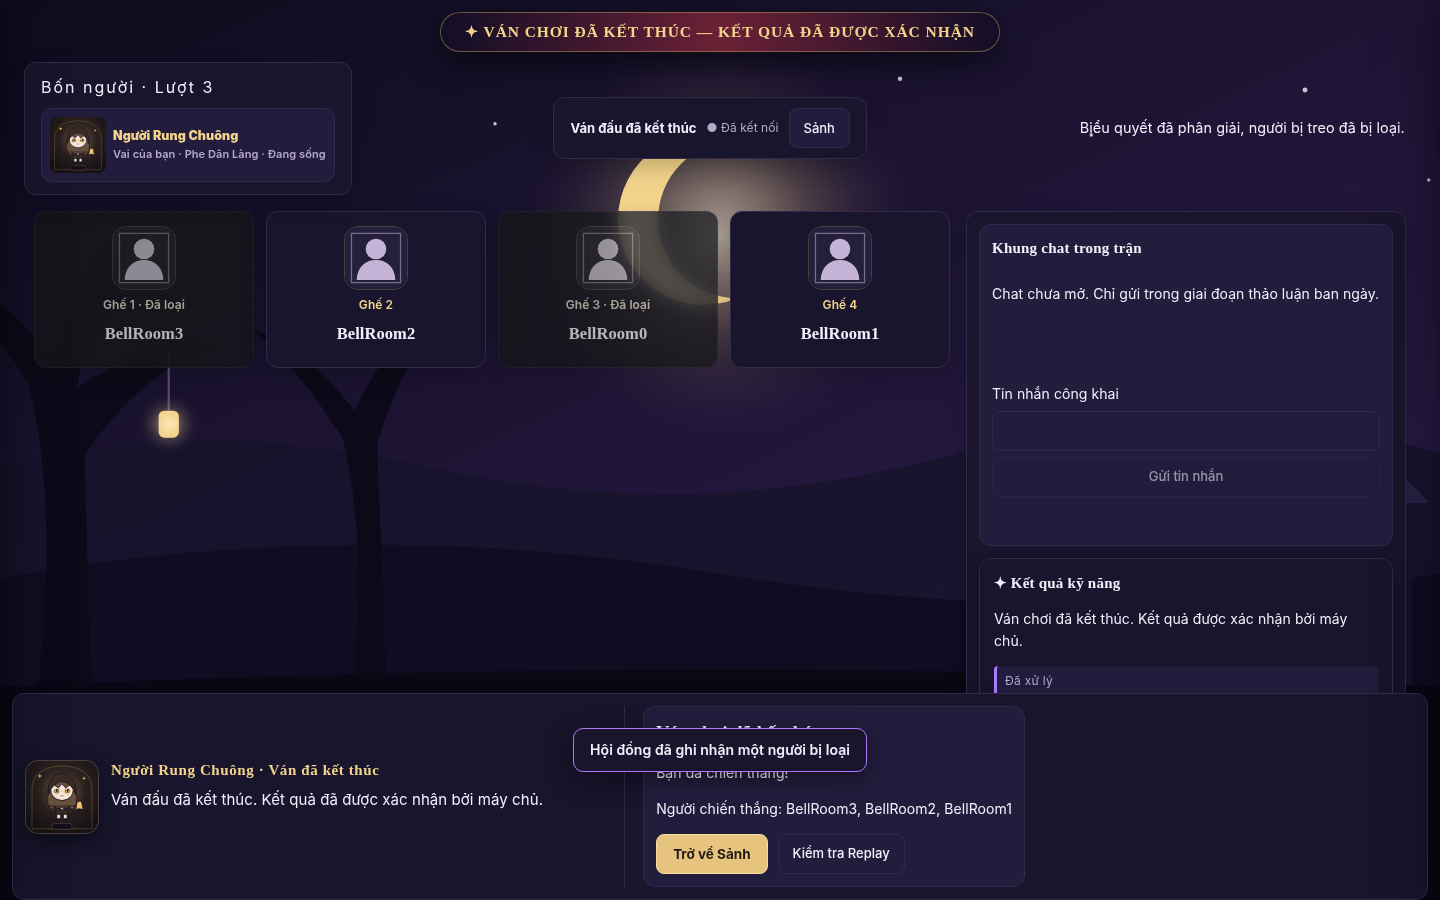 ✦ VÁN CHƠI ĐÃ KẾT THÚC — KẾT QUẢ ĐÃ ĐƯỢC XÁC NHẬN
Bốn người · Lượt 3
Người Rung Chuông
Vai của bạn · Phe Dân Làng · Đang sống
Ván đấu đã kết thúc
Đã kết nối
Sảnh
Biểu quyết đã phân giải, người bị treo đã bị loại.
Ghế 1 · Đã loại
BellRoom3
Ghế 2
BellRoom2
Ghế 3 · Đã loại
BellRoom0
Ghế 4
BellRoom1
Khung chat trong trận
Chat chưa mở. Chỉ gửi trong giai đoạn thảo luận ban ngày.
Tin nhắn công khai
Gửi tin nhắn
✦ Kết quả kỹ năng
Ván chơi đã kết thúc. Kết quả được xác nhận bởi máy
chủ.
Đã xử lý
Người Rung Chuông · Ván đã kết thúc
Ván đấu đã kết thúc. Kết quả đã được xác nhận bởi máy chủ.
Hội đồng đã ghi nhận một người bị loại
Bạn đã chiến thắng!
Người chiến thắng: BellRoom3, BellRoom2, BellRoom1
Trở về Sảnh
Kiểm tra Replay